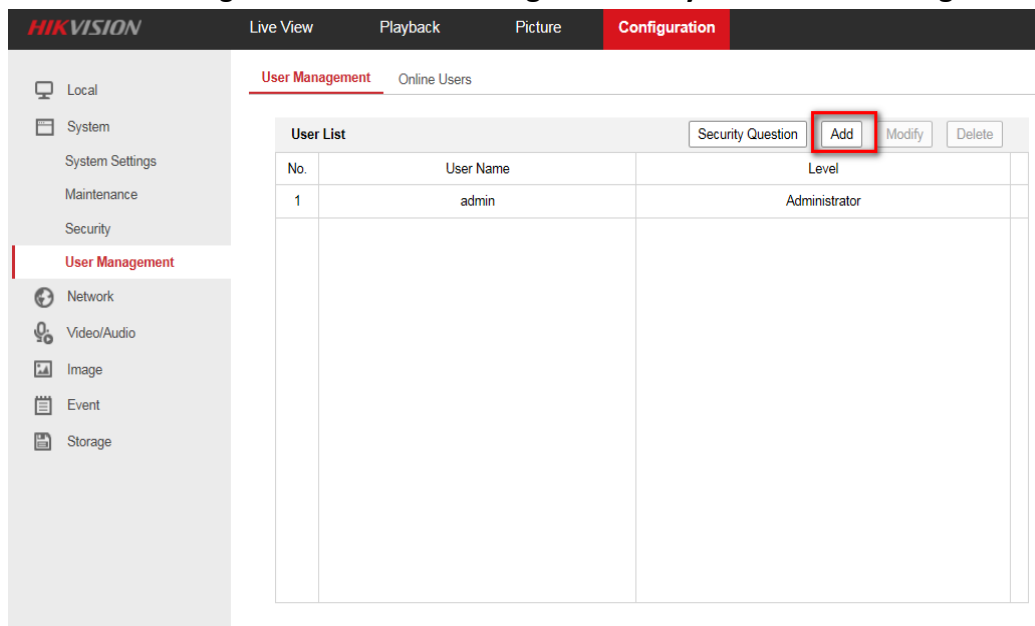 HIKVISION Live View Playback Picture Configuration
User Management Online Users
Local
System
System Settings
Maintenance
Security
User Management
Network
Video/Audio
Image
Event
Storage
User List Security Question Add Modify Delete
No. User Name Level
1 admin Administrator